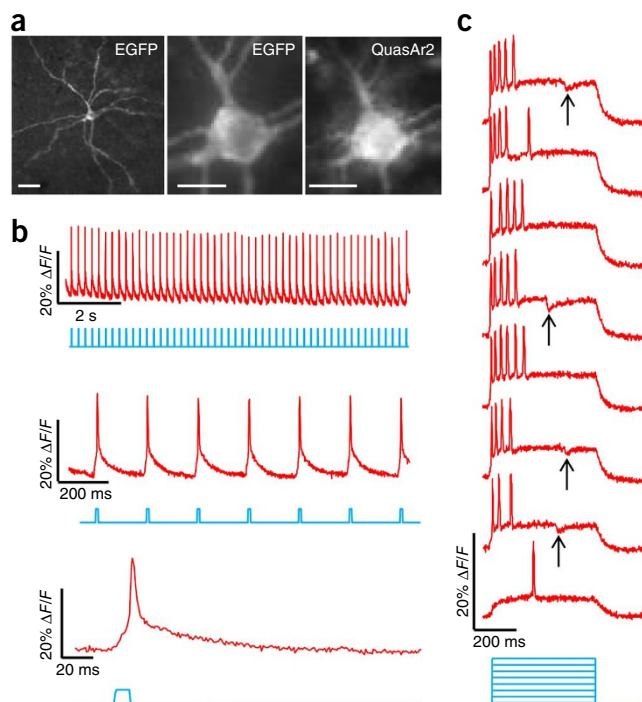 a
EGFP
EGFP
QuasAr2
b
20% ΔF/F
2 s
20% ΔF/F
200 ms
20% ΔF/F
20 ms
c
20% ΔF/F
200 ms